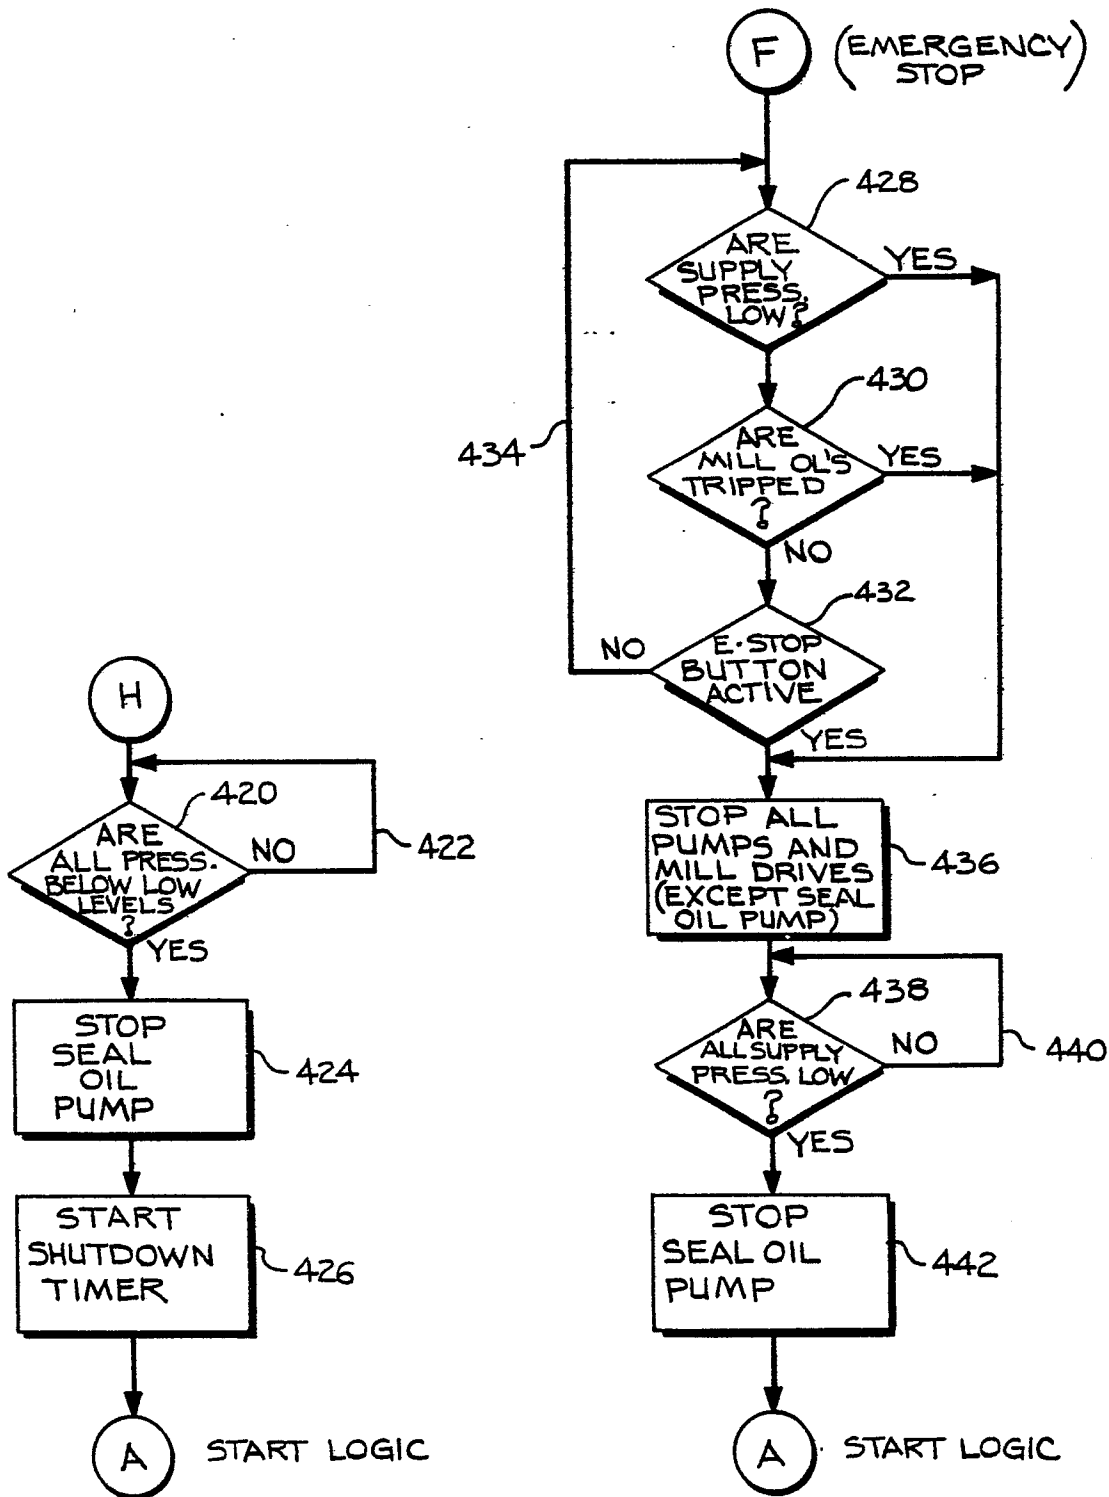 F
(EMERGENCY
STOP)
428
ARE
SUPPLY
PRESS.
LOW?
YES
430
ARE
MILL OL'S
TRIPPED
?
YES
NO
434
432
E-STOP
BUTTON
ACTIVE
NO
YES
STOP ALL
PUMPS AND
MILL DRIVES
(EXCEPT SEAL
OIL PUMP)
436
438
ARE
ALL SUPPLY
PRESS. LOW
?
NO
440
YES
STOP
SEAL OIL
PUMP
442
A
START LOGIC
H
420
ARE
ALL PRESS.
BELOW LOW
LEVELS
?
NO
422
YES
STOP
SEAL
OIL
PUMP
424
START
SHUTDOWN
TIMER
426
A
START LOGIC